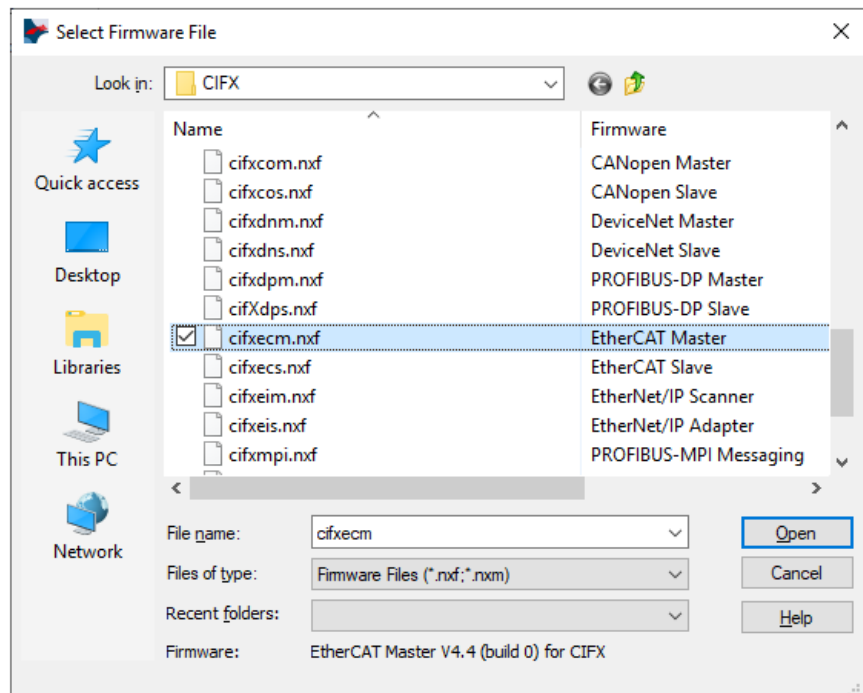 Select Firmware File
Look in: CIFX
Name Firmware
cifxcom.nxf CANopen Master
cifxcos.nxf CANopen Slave
cifxdnm.nxf DeviceNet Master
cifxdns.nxf DeviceNet Slave
cifxdpm.nxf PROFIBUS-DP Master
cifXdps.nxf PROFIBUS-DP Slave
cifxecm.nxf EtherCAT Master
cifxecs.nxf EtherCAT Slave
cifxeim.nxf EtherNet/IP Scanner
cifxeis.nxf EtherNet/IP Adapter
cifxmpi.nxf PROFIBUS-MPI Messaging
Quick access
Desktop
Libraries
This PC
Network
File name: cifxecm Open
Files of type: Firmware Files (*.nxf;*.nxm) Cancel
Recent folders: Help
Firmware: EtherCAT Master V4.4 (build 0) for CIFX